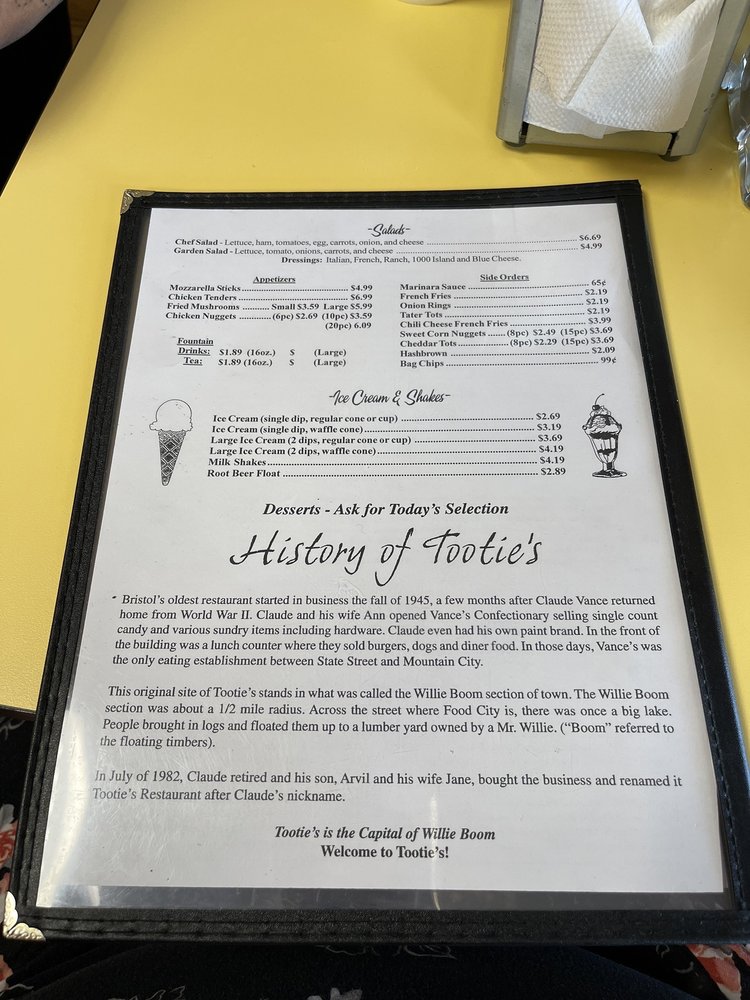 -Salads-
Chef Salad - Lettuce, ham, tomatoes, egg, carrots, onion, and cheese ........ $6.69
Garden Salad - Lettuce, tomato, onions, carrots, and cheese ........ $4.99
Dressings: Italian, French, Ranch, 1000 Island and Blue Cheese.
Appetizers
Mozzarella Sticks ........ $4.99
Chicken Tenders ........ $6.99
Fried Mushrooms ........ Small $3.59 Large $5.99
Chicken Nuggets ........ (6pc) $2.69 (10pc) $3.59
(20pc) 6.09
Fountain
Drinks: $1.89 (16oz.) $ (Large)
Tea: $1.89 (16oz.) $ (Large)
Side Orders
Marinara Sauce ........ 65¢
French Fries ........ $2.19
Onion Rings ........ $2.19
Tater Tots ........ $2.19
Chili Cheese French Fries ........ $3.99
Sweet Corn Nuggets ........ (8pc) $2.49 (15pc) $3.69
Cheddar Tots ........ (8pc) $2.29 (15pc) $3.69
Hashbrown ........ $2.09
Bag Chips ........ 99¢
-Ice Cream & Shakes-
Ice Cream (single dip, regular cone or cup) ........ $2.69
Ice Cream (single dip, waffle cone) ........ $3.19
Large Ice Cream (2 dips, regular cone or cup) ........ $3.69
Large Ice Cream (2 dips, waffle cone) ........ $4.19
Milk Shakes ........ $4.19
Root Beer Float ........ $2.89
Desserts - Ask for Today's Selection
History of Tootie's
Bristol's oldest restaurant started in business the fall of 1945, a few months after Claude Vance returned
home from World War II. Claude and his wife Ann opened Vance's Confectionary selling single count
candy and various sundry items including hardware. Claude even had his own paint brand. In the front of
the building was a lunch counter where they sold burgers, dogs and diner food. In those days, Vance's was
the only eating establishment between State Street and Mountain City.
This original site of Tootie's stands in what was called the Willie Boom section of town. The Willie Boom
section was about a 1/2 mile radius. Across the street where Food City is, there was once a big lake.
People brought in logs and floated them up to a lumber yard owned by a Mr. Willie. ("Boom" referred to
the floating timbers).
In July of 1982, Claude retired and his son, Arvil and his wife Jane, bought the business and renamed it
Tootie's Restaurant after Claude's nickname.
Tootie's is the Capital of Willie Boom
Welcome to Tootie's!